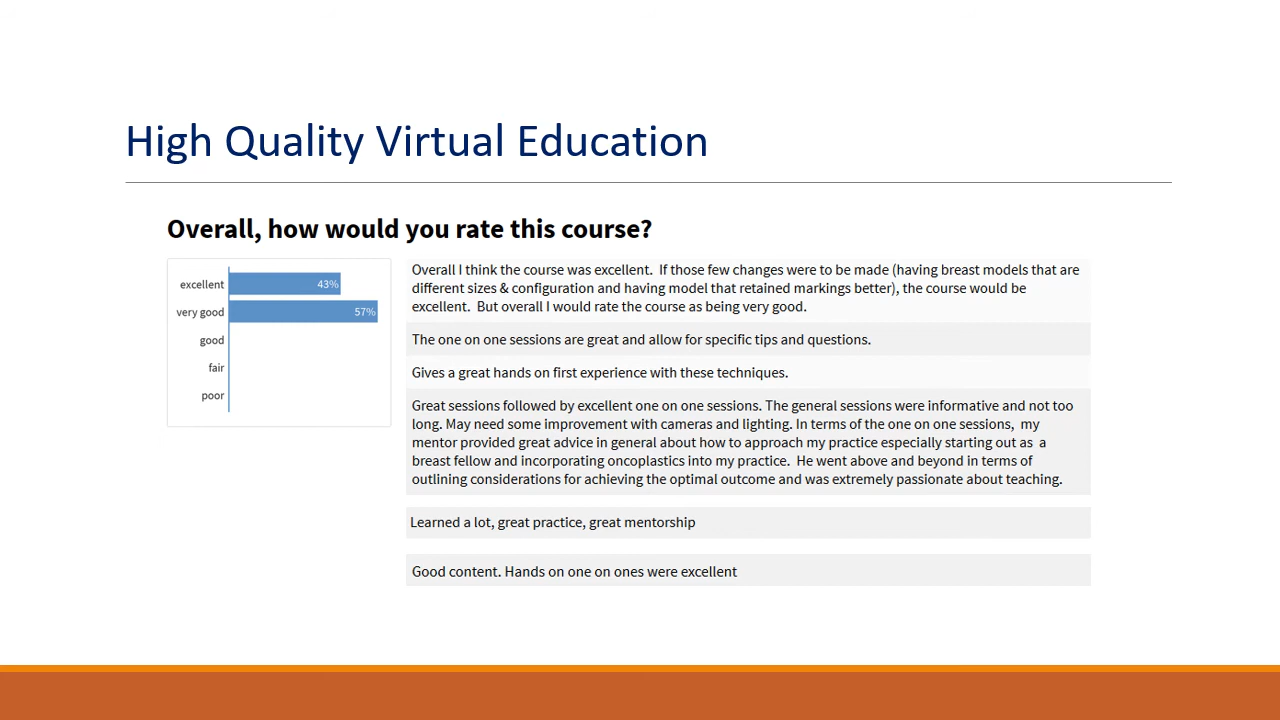 High Quality Virtual Education
Overall, how would you rate this course?
excellent 43%
very good 57%
good
fair
poor
Overall I think the course was excellent.  If those few changes were to be made (having breast models that are
different sizes & configuration and having model that retained markings better), the course would be
excellent.  But overall I would rate the course as being very good.
The one on one sessions are great and allow for specific tips and questions.
Gives a great hands on first experience with these techniques.
Great sessions followed by excellent one on one sessions. The general sessions were informative and not too
long. May need some improvement with cameras and lighting. In terms of the one on one sessions,  my
mentor provided great advice in general about how to approach my practice especially starting out as  a
breast fellow and incorporating oncoplastics into my practice.  He went above and beyond in terms of
outlining considerations for achieving the optimal outcome and was extremely passionate about teaching.
Learned a lot, great practice, great mentorship
Good content. Hands on one on ones were excellent